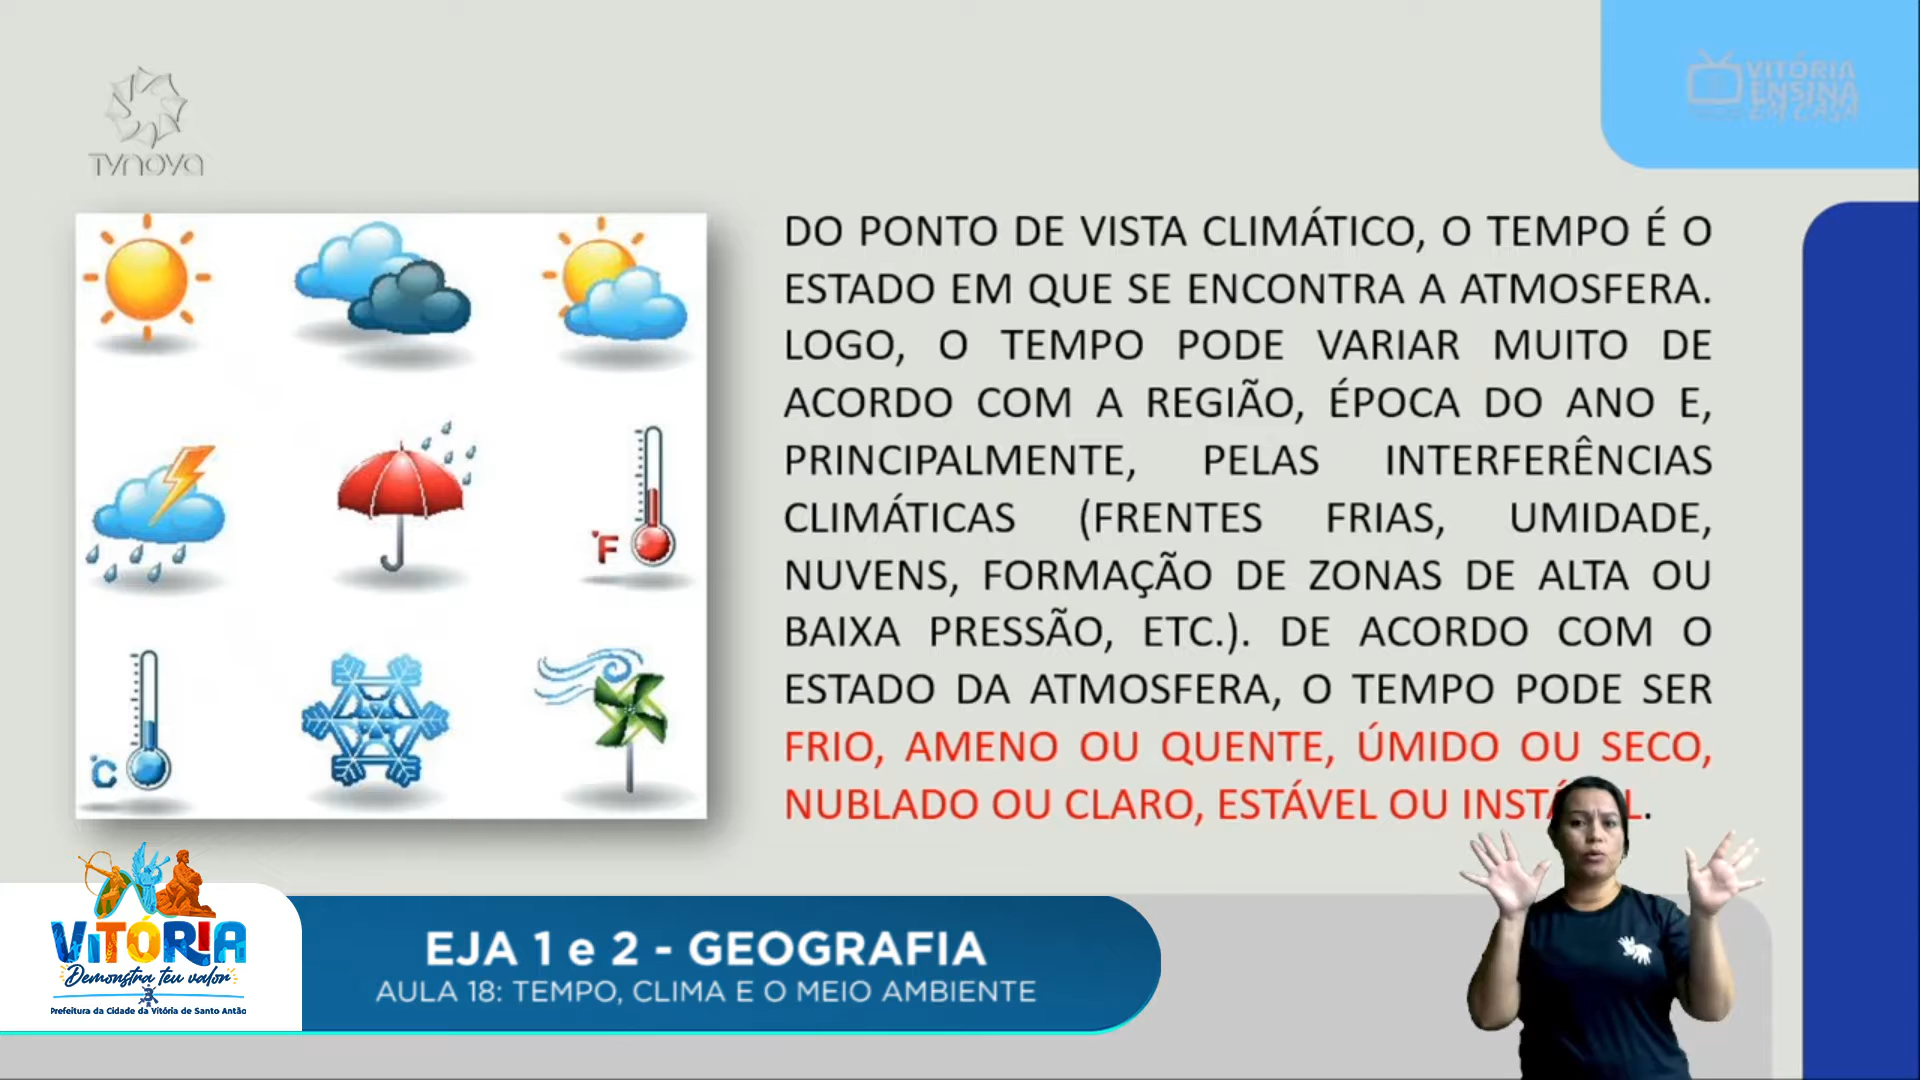 TVNOVA
VITÓRIA
ENSINA
EM CASA
DO PONTO DE VISTA CLIMÁTICO, O TEMPO É O
ESTADO EM QUE SE ENCONTRA A ATMOSFERA.
LOGO, O TEMPO PODE VARIAR MUITO DE
ACORDO COM A REGIÃO, ÉPOCA DO ANO E,
PRINCIPALMENTE, PELAS INTERFERÊNCIAS
CLIMÁTICAS (FRENTES FRIAS, UMIDADE,
NUVENS, FORMAÇÃO DE ZONAS DE ALTA OU
BAIXA PRESSÃO, ETC.). DE ACORDO COM O
ESTADO DA ATMOSFERA, O TEMPO PODE SER
FRIO, AMENO OU QUENTE, ÚMIDO OU SECO,
NUBLADO OU CLARO, ESTÁVEL OU
°F
°C
VITÓRIA
Demonstra teu valor
Prefeitura da Cidade da Vitória de Santo Antão
EJA 1 e 2 - GEOGRAFIA
AULA 18: TEMPO, CLIMA E O MEIO AMBIENTE